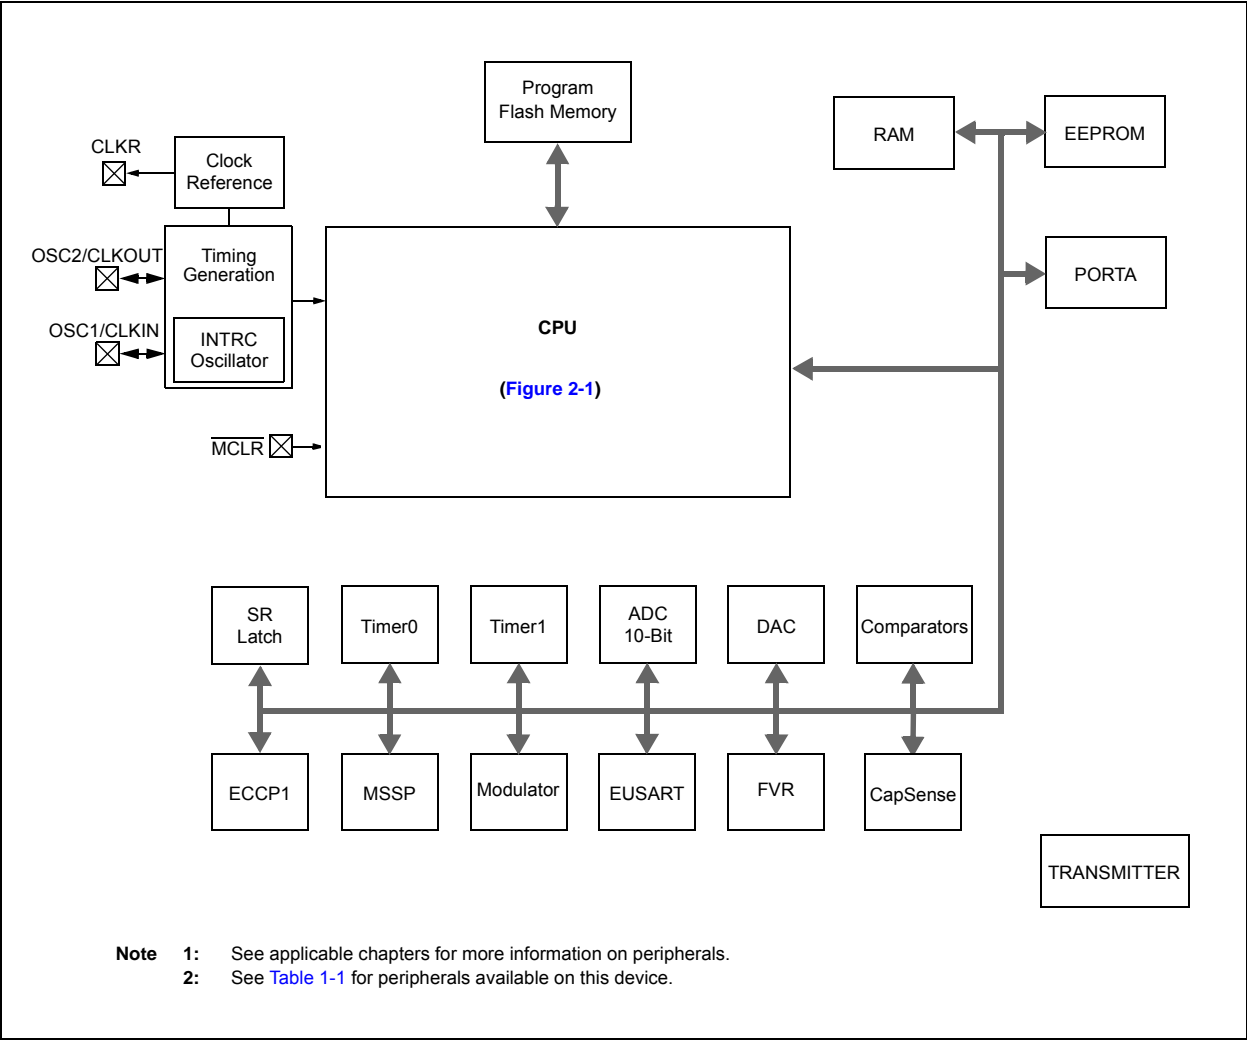 Program
Flash Memory
RAM
EEPROM
CLKR
Clock
Reference
OSC2/CLKOUT
Timing
Generation
PORTA
OSC1/CLKIN
INTRC
Oscillator
CPU
(Figure 2-1)
MCLR
SR
Latch
Timer0
Timer1
ADC
10-Bit
DAC
Comparators
ECCP1
MSSP
Modulator
EUSART
FVR
CapSense
TRANSMITTER
Note 1: See applicable chapters for more information on peripherals.
2: See Table 1-1 for peripherals available on this device.